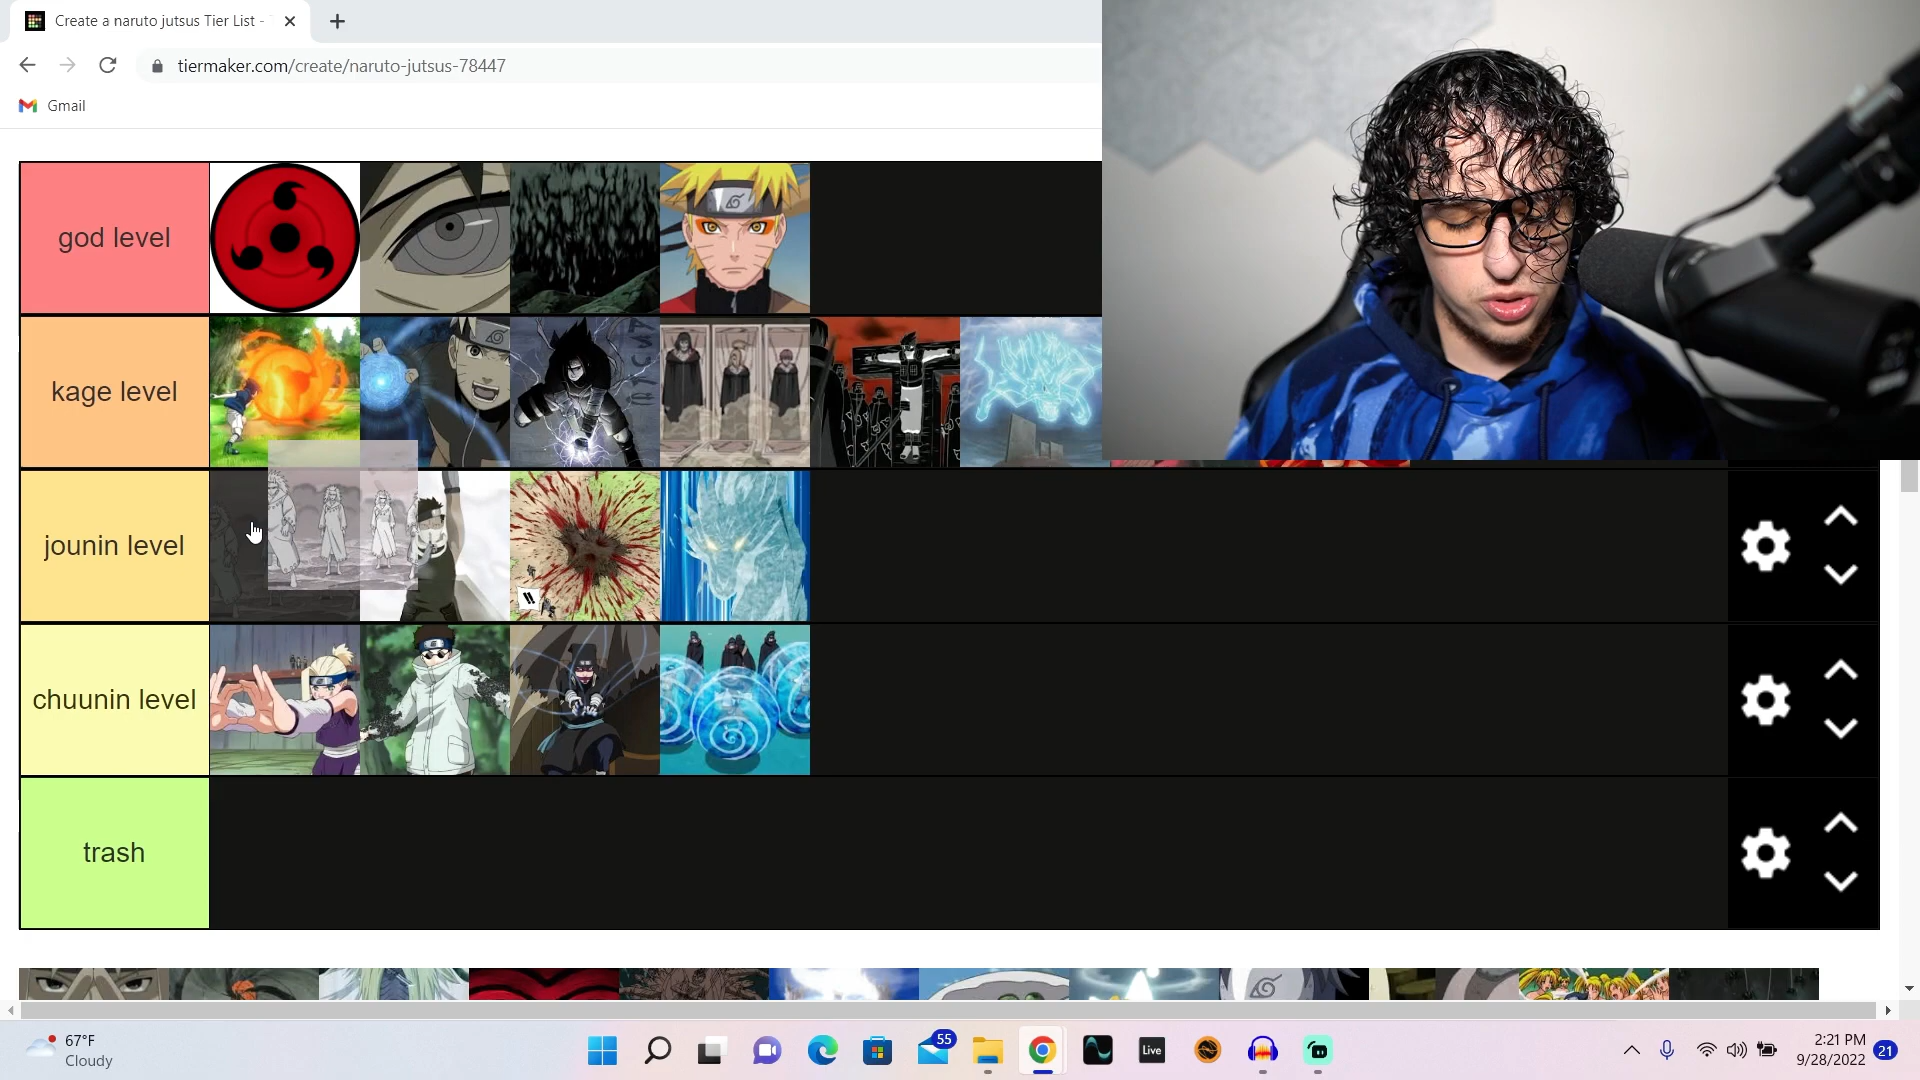 Create a naruto jutsus Tier List -
tiermaker.com/create/naruto-jutsus-78447
Gmail
god level
kage level
jounin level
chuunin level
trash
55
Live
67°F
Cloudy
2:21 PM
9/28/2022
21